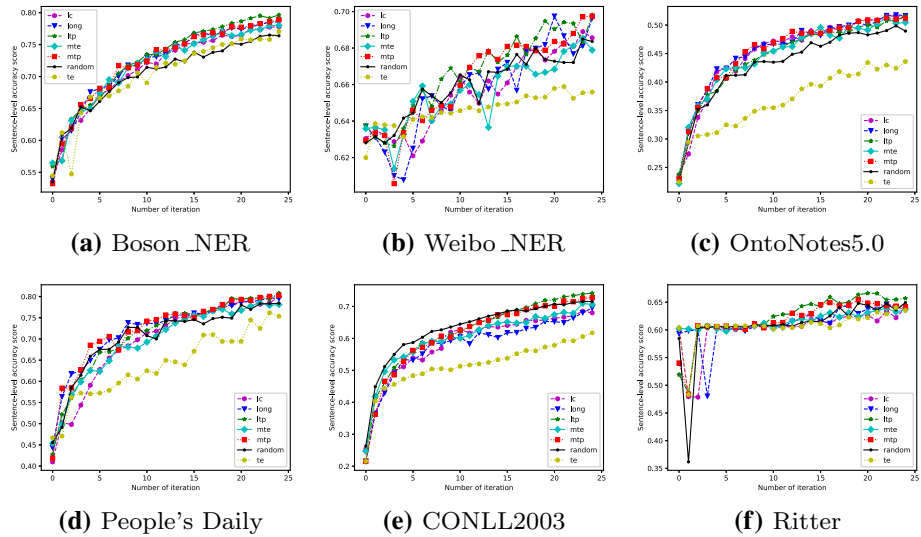 0.80
0.75
0.70
0.65
0.60
0.55
Sentence-level accuracy score
0 5 10 15 20 25
Number of iteration
lc
long
ltp
mte
mtp
random
te
(a) Boson _NER
0.70
0.68
0.66
0.64
0.62
Sentence-level accuracy score
0 5 10 15 20 25
Number of iteration
lc
long
ltp
mte
mtp
random
te
(b) Weibo _NER
0.50
0.45
0.40
0.35
0.30
0.25
Sentence-level accuracy score
0 5 10 15 20 25
Number of iteration
lc
long
ltp
mte
mtp
random
te
(c) OntoNotes5.0
0.80
0.75
0.70
0.65
0.60
0.55
0.50
0.45
0.40
Sentence-level accuracy score
0 5 10 15 20 25
Number of iteration
lc
long
ltp
mte
mtp
random
te
(d) People's Daily
0.7
0.6
0.5
0.4
0.3
0.2
Sentence-level accuracy score
0 5 10 15 20 25
Number of iteration
lc
long
ltp
mte
mtp
random
te
(e) CONLL2003
0.65
0.60
0.55
0.50
0.45
0.40
0.35
Sentence-level accuracy score
0 5 10 15 20 25
Number of iteration
lc
long
ltp
mte
mtp
random
te
(f) Ritter